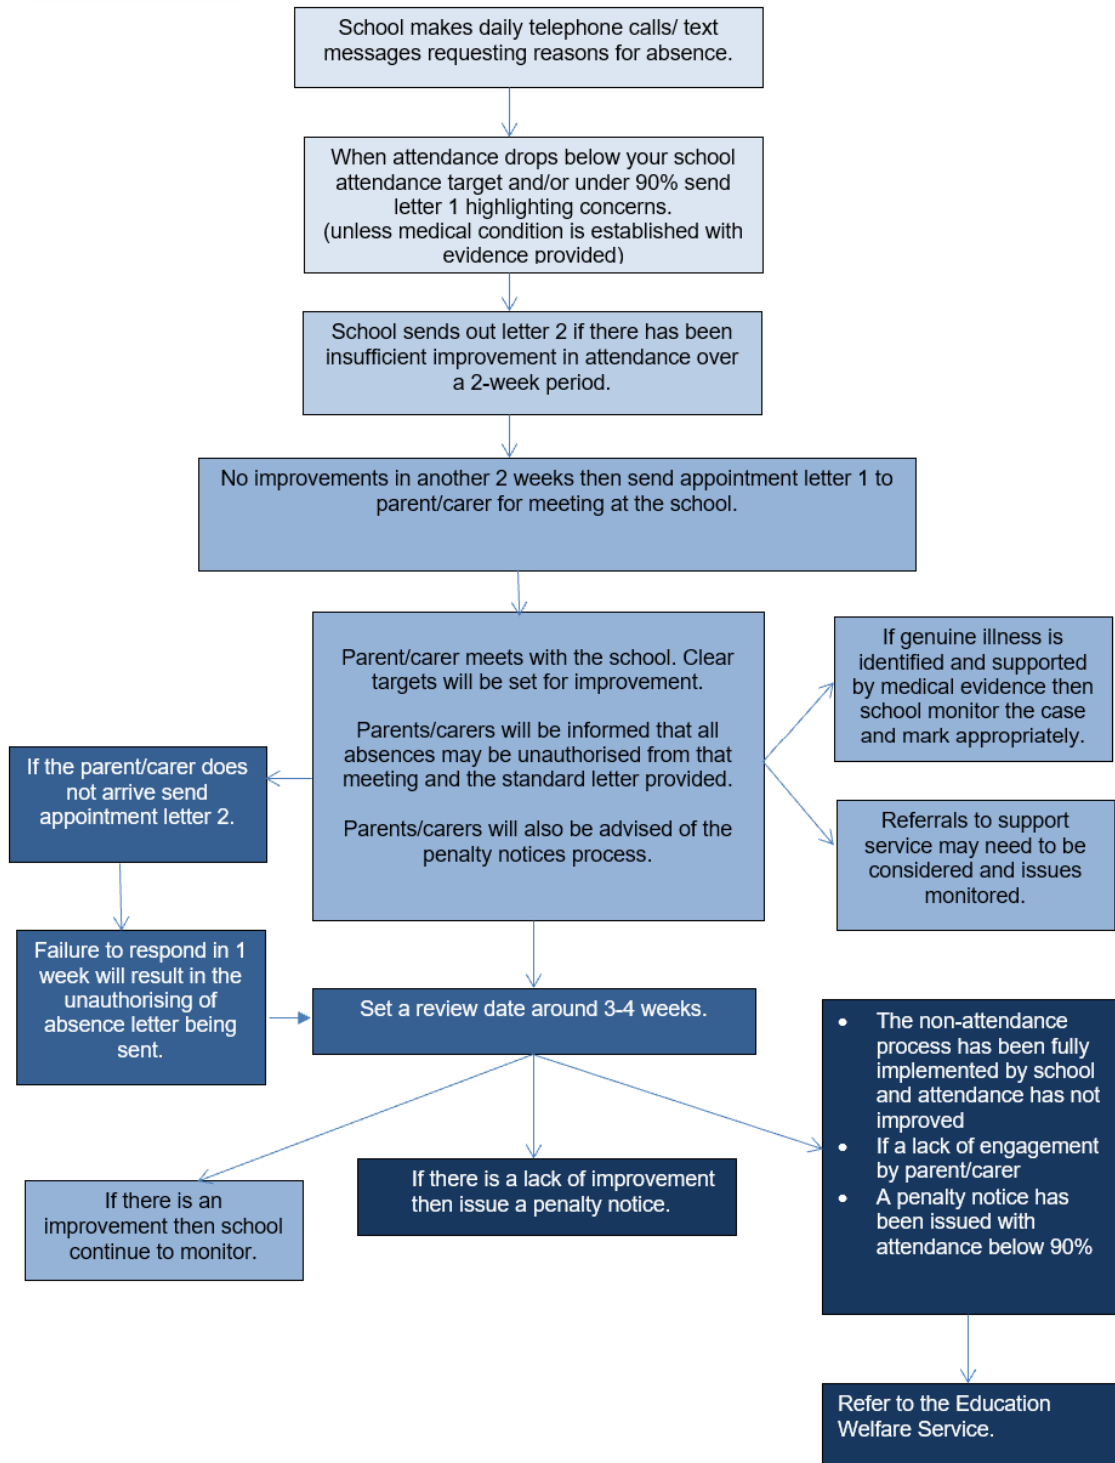 School makes daily telephone calls/ text
messages requesting reasons for absence.
When attendance drops below your school
attendance target and/or under 90% send
letter 1 highlighting concerns.
(unless medical condition is established with
evidence provided)
School sends out letter 2 if there has been
insufficient improvement in attendance over
a 2-week period.
No improvements in another 2 weeks then send appointment letter 1 to
parent/carer for meeting at the school.
Parent/carer meets with the school. Clear
targets will be set for improvement.
Parents/carers will be informed that all
absences may be unauthorised from that
meeting and the standard letter provided.
Parents/carers will also be advised of the
penalty notices process.
If genuine illness is
identified and supported
by medical evidence then
school monitor the case
and mark appropriately.
Referrals to support
service may need to be
considered and issues
monitored.
If the parent/carer does
not arrive send
appointment letter 2.
Failure to respond in 1
week will result in the
unauthorising of
absence letter being
sent.
Set a review date around 3-4 weeks.
If there is an
improvement then school
continue to monitor.
If there is a lack of improvement
then issue a penalty notice.
• The non-attendance
process has been fully
implemented by school
and attendance has not
improved
• If a lack of engagement
by parent/carer
• A penalty notice has
been issued with
attendance below 90%
Refer to the Education
Welfare Service.